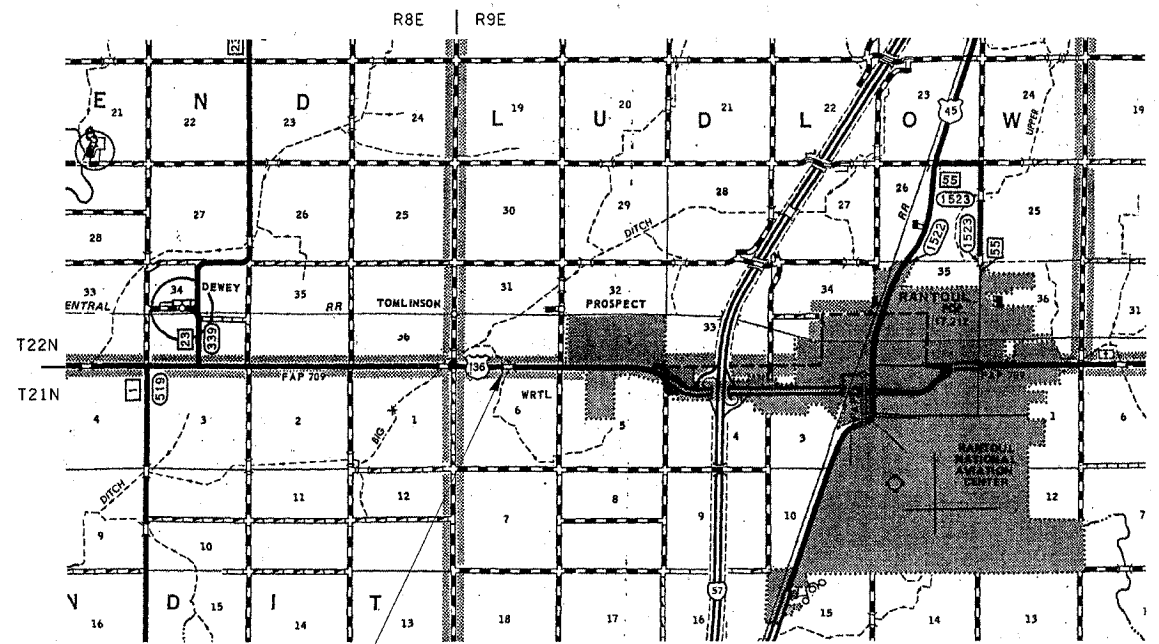 R8E R9E
23
E N D L U D L O W
21 22 23 24 19 20 21 22 23 24 19
45
UPPER
28 27 26 25 30 29 28 27 26 25
55
1523
RR
DITCH
1522 1523 55
33 34 DEWEY 35 31 32 34 35 36 31
ENTRAL RR TOMLINSON PROSPECT RANTOUL
POP
17,212
23 339 36 33
T22N
136
T21N
1 519 FAP 709 WRTL
4 3 2 1 6 5 4 3 1 6
BIG
RANTOUL
NATIONAL
AVIATION
CENTER
DITCH
11 12 8 12
9 10 7 9 10 7
57
N D I T
16 15 14 13 18 17 16 15 14 13